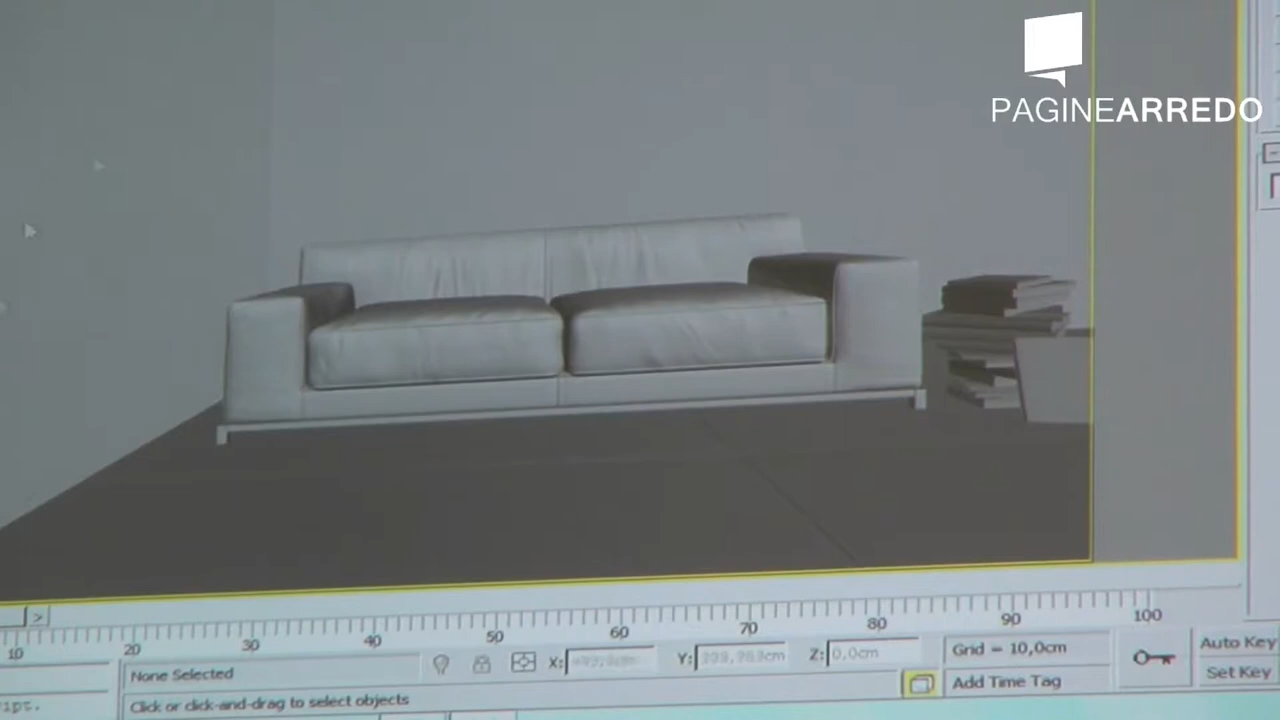 PAGINEARREDO
>
10 20 30 40 50 60 70 80 90 100
None Selected
X:
Y:
Z: 0,0cm
Grid = 10,0cm
Auto Key
Click or click-and-drag to select objects
Add Time Tag
Set Key